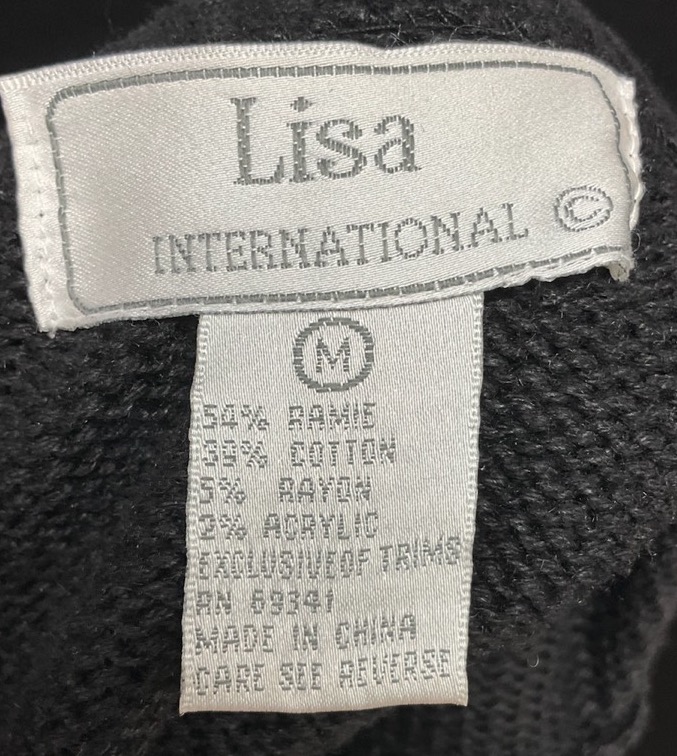 Lisa
INTERNATIONAL ©
M
54% RAMIE
39% COTTON
5% RAYON
2% ACRYLIC
EXCLUSIVEOF TRIMS
RN 69341
MADE IN CHINA
CARE SEE REVERSE